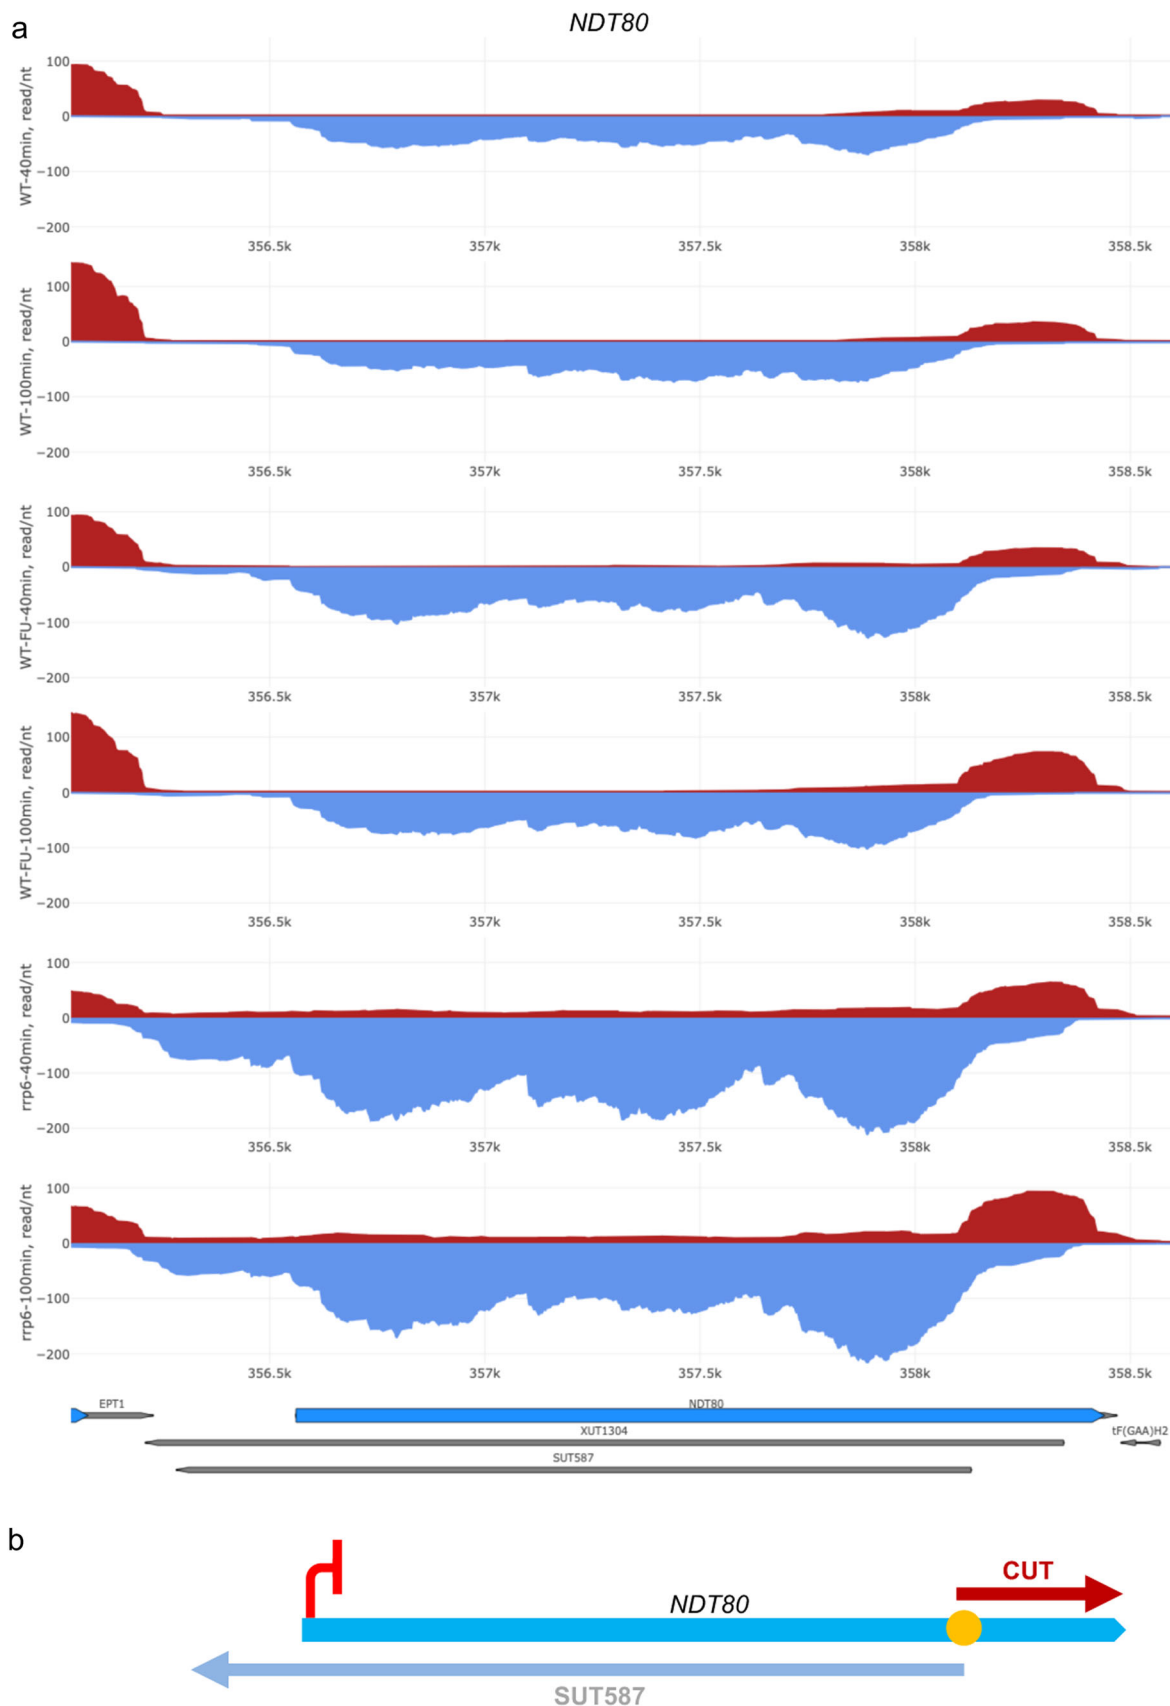 a
NDT80
WT-40min, read/nt
100
0
−100
−200
356.5k 357k 357.5k 358k 358.5k
WT-100min, read/nt
100
0
−100
−200
356.5k 357k 357.5k 358k 358.5k
WT-FU-40min, read/nt
100
0
−100
−200
356.5k 357k 357.5k 358k 358.5k
WT-FU-100min, read/nt
100
0
−100
−200
356.5k 357k 357.5k 358k 358.5k
rrp6-40min, read/nt
100
0
−100
−200
356.5k 357k 357.5k 358k 358.5k
rrp6-100min, read/nt
100
0
−100
−200
356.5k 357k 357.5k 358k 358.5k
EPT1 NDT80
XUT1304 tF(GAA)H2
SUT587
b
CUT
NDT80
SUT587